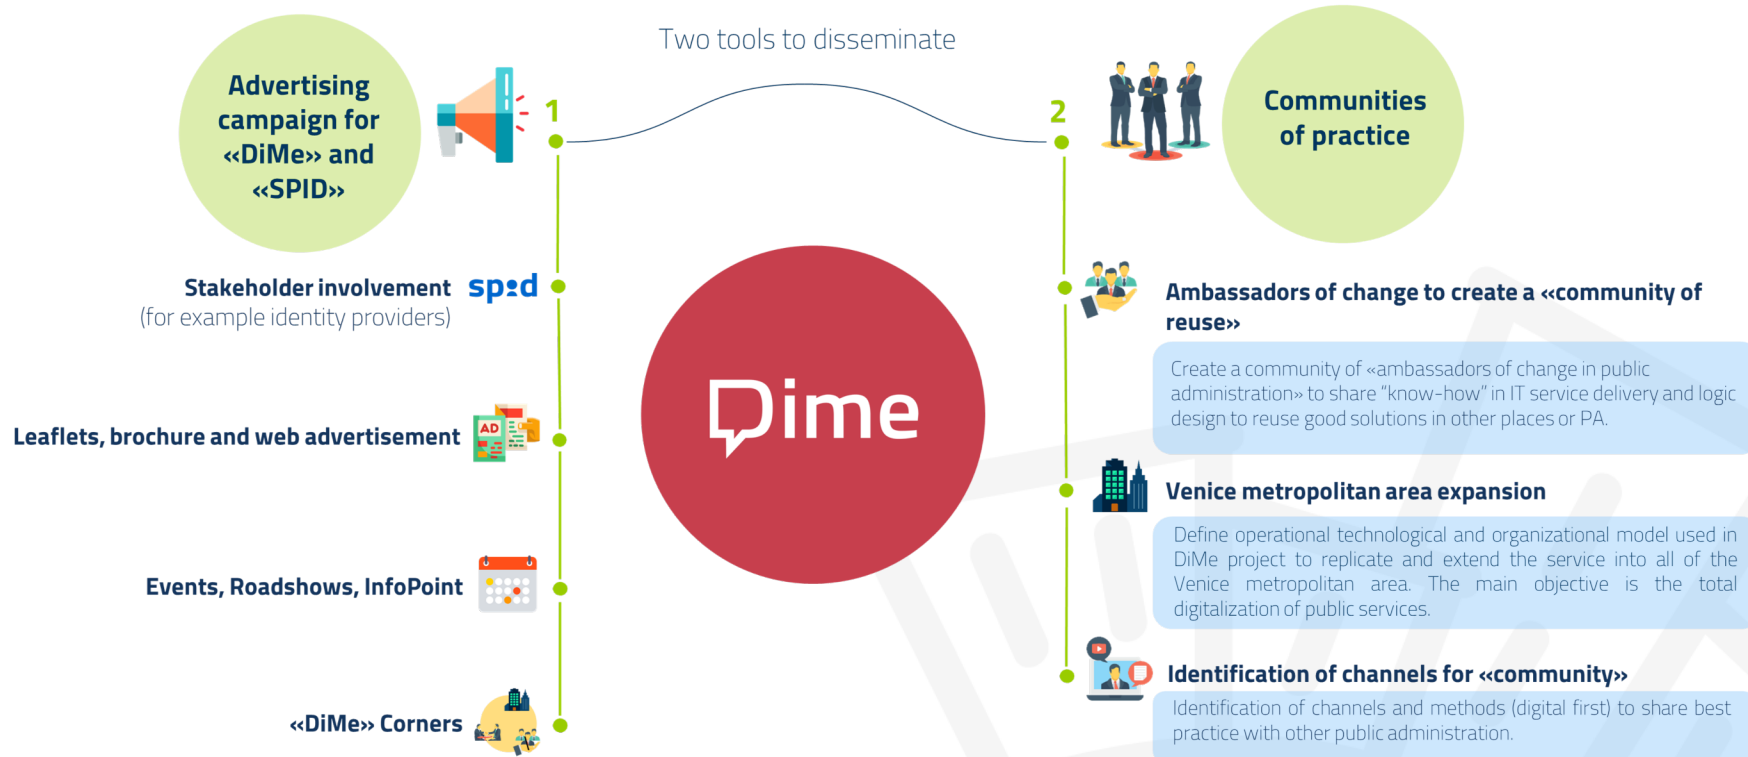 Two tools to disseminate
Advertising
campaign for
«DiMe» and
«SPID»
1
Stakeholder involvement
(for example identity providers)
spid
Leaflets, brochure and web advertisement
AD
Events, Roadshows, InfoPoint
«DiMe» Corners
Dime
2
Communities
of practice
Ambassadors of change to create a «community of
reuse»
Create a community of «ambassadors of change in public
administration» to share “know-how” in IT service delivery and logic
design to reuse good solutions in other places or PA.
Venice metropolitan area expansion
Define operational technological and organizational model used in
DiMe project to replicate and extend the service into all of the
Venice metropolitan area. The main objective is the total
digitalization of public services.
Identification of channels for «community»
Identification of channels and methods (digital first) to share best
practice with other public administration.